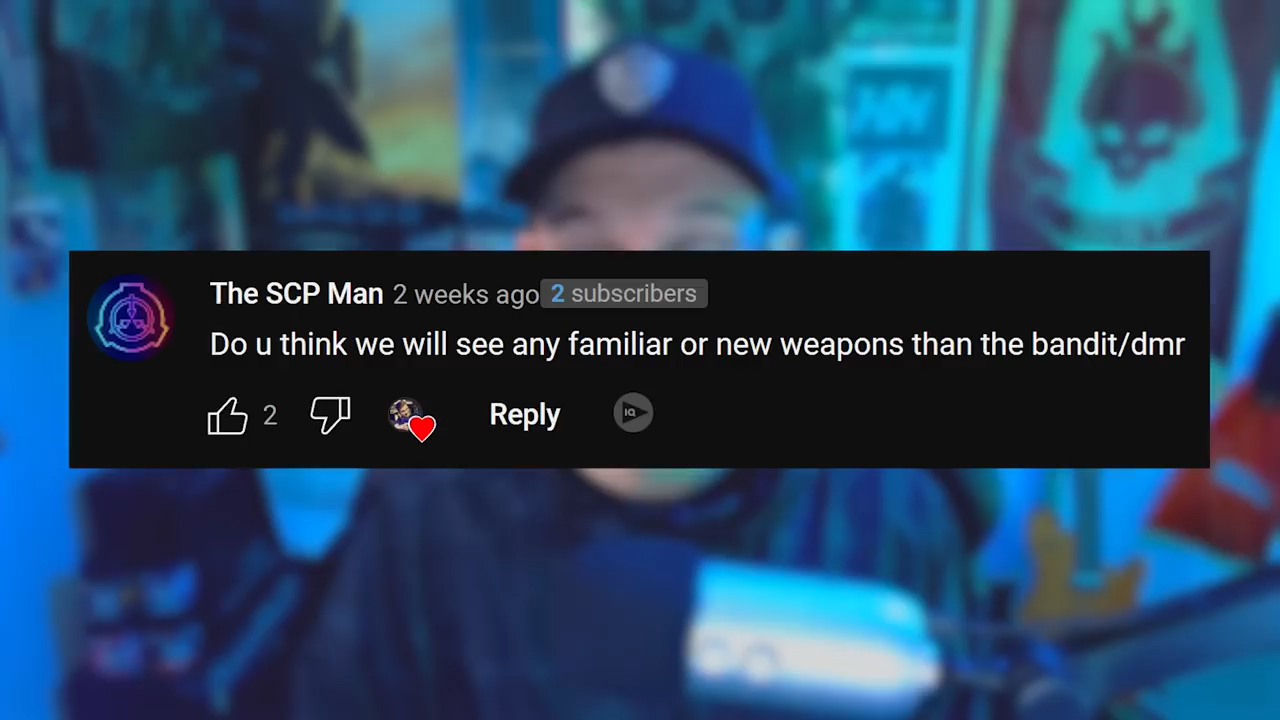 The SCP Man 2 weeks ago 2 subscribers
Do u think we will see any familiar or new weapons than the bandit/dmr
2 Reply IQ